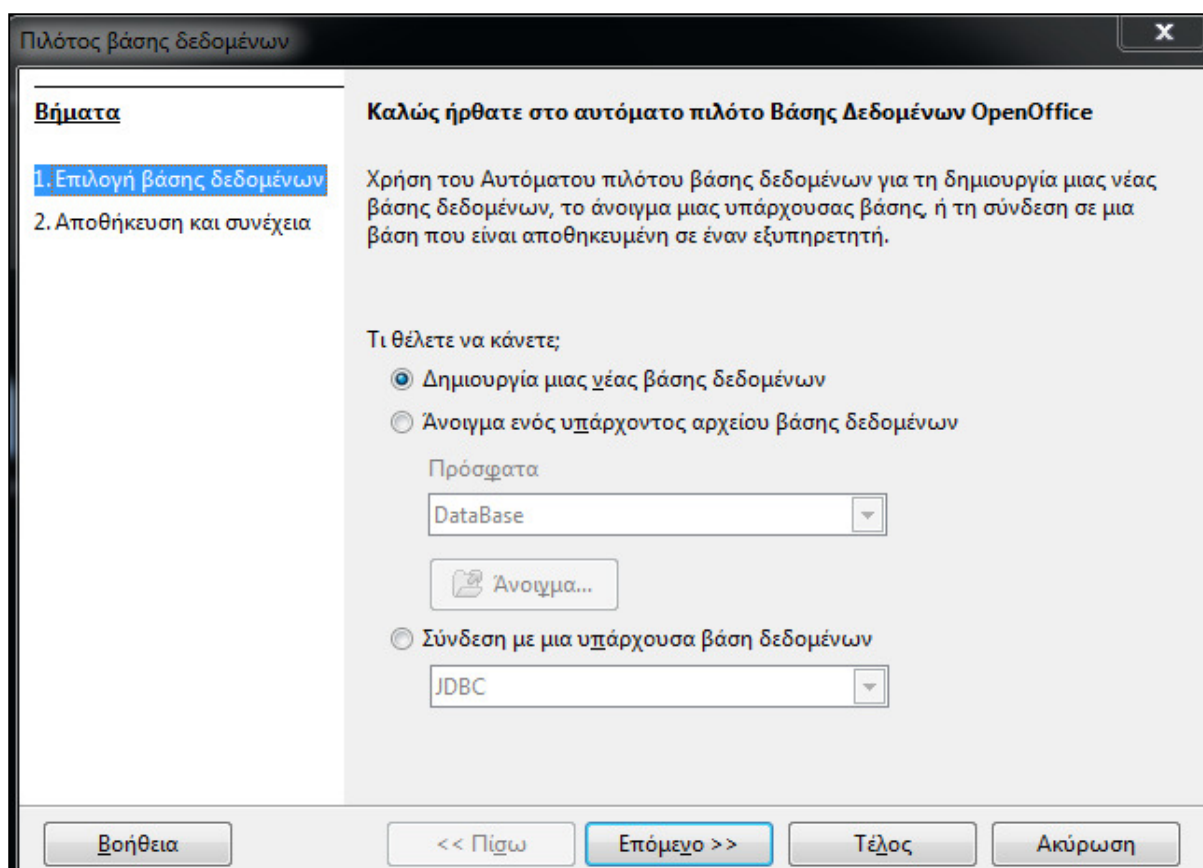 Πιλότος βάσης δεδομένων
Βήματα
1. Επιλογή βάσης δεδομένων
2. Αποθήκευση και συνέχεια
Καλώς ήρθατε στο αυτόματο πιλότο Βάσης Δεδομένων OpenOffice
Χρήση του Αυτόματου πιλότου βάσης δεδομένων για τη δημιουργία μιας νέας
βάσης δεδομένων, το άνοιγμα μιας υπάρχουσας βάσης, ή τη σύνδεση σε μια
βάση που είναι αποθηκευμένη σε έναν εξυπηρετητή.
Τι θέλετε να κάνετε;
Δημιουργία μιας νέας βάσης δεδομένων
Άνοιγμα ενός υπάρχοντος αρχείου βάσης δεδομένων
Πρόσφατα
DataBase
Άνοιγμα...
Σύνδεση με μια υπάρχουσα βάση δεδομένων
JDBC
Βοήθεια
<< Πίσω
Επόμενο >>
Τέλος
Ακύρωση